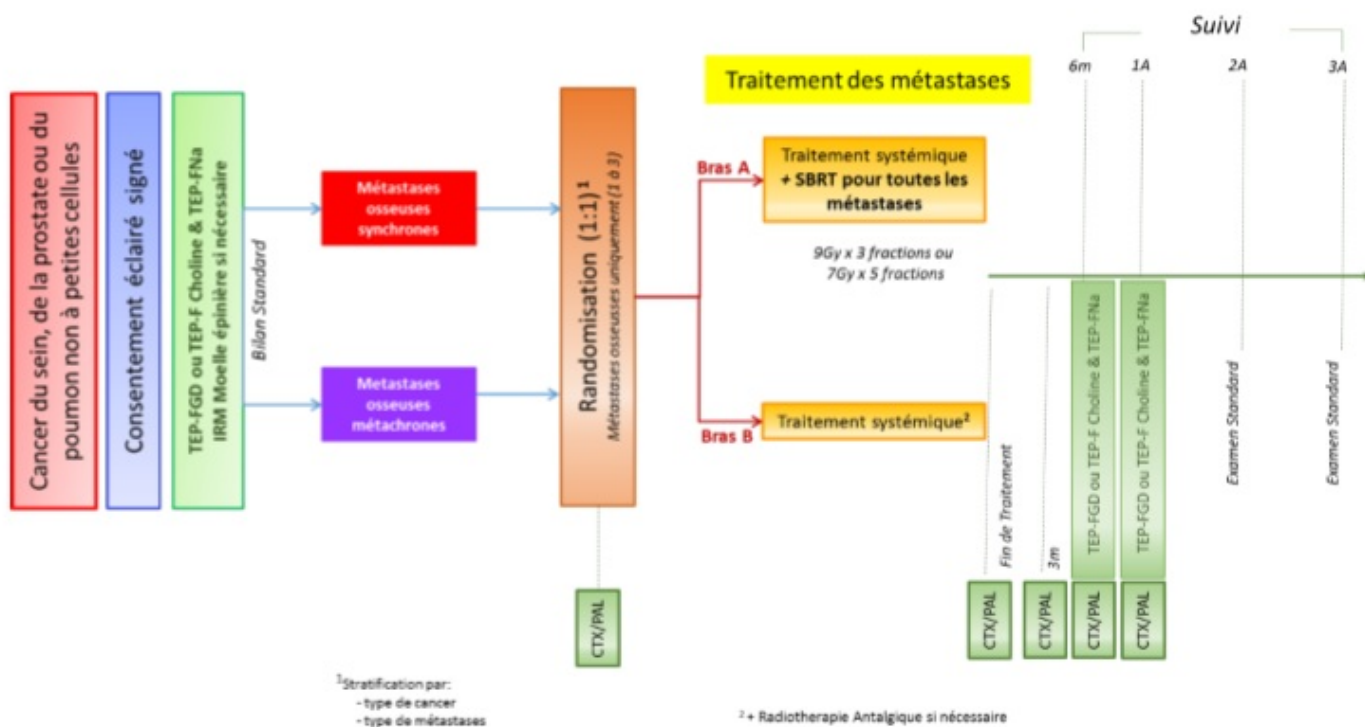 Cancer du sein, de la prostate ou du
poumon non à petites cellules
Consentement éclairé signé
TEP-FGD ou TEP-F Choline & TEP-FNa
IRM Moelle épinière si nécessaire
Bilan Standard
Métastases
osseuses
synchrones
Metastases
osseuses
métachrones
Randomisation (1:1)¹
Métastases osseusses uniquement (1 à 3)
CTX/PAL
¹Stratification par:
- type de cancer
- type de métastases
Traitement des métastases
Bras A
Traitement systémique
+ SBRT pour toutes les
métastases
9Gy x 3 fractions ou
7Gy x 5 fractions
Bras B
Traitement systémique²
² + Radiotherapie Antalgique si nécessaire
Suivi
6m
1A
2A
3A
Fin de Traitement
3m
TEP-FGD ou TEP-F Choline & TEP-FNa
TEP-FGD ou TEP-F Choline & TEP-FNa
Examen Standard
Examen Standard
CTX/PAL
CTX/PAL
CTX/PAL
CTX/PAL